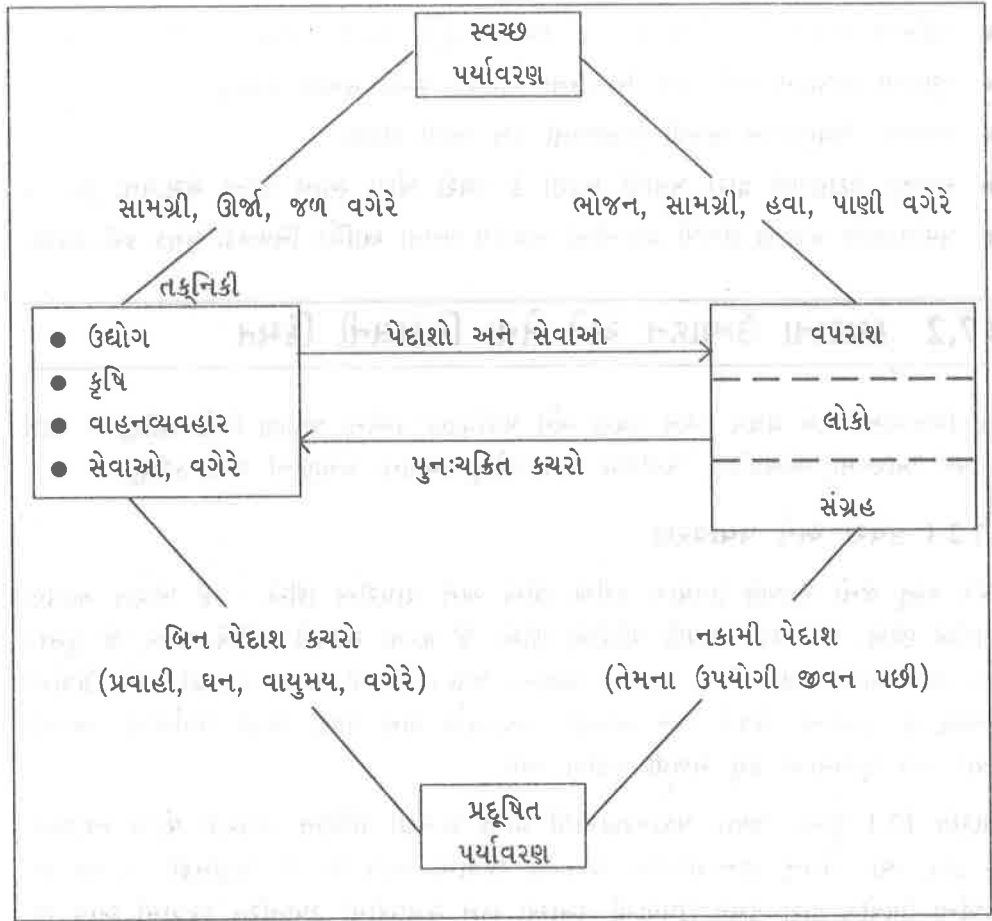 સ્વચ્છ
પર્યાવરણ
સામગ્રી, ઊર્જા, જળ વગેરે
ભોજન, સામગ્રી, હવા, પાણી વગેરે
તક્નિકી
● ઉદ્યોગ
● કૃષિ
● વાહનવ્યવહાર
● સેવાઓ, વગેરે
પેદાશો અને સેવાઓ
પુનઃચક્રિત કચરો
વપરાશ
લોકો
સંગ્રહ
બિન પેદાશ કચરો
(પ્રવાહી, ઘન, વાયુમય, વગેરે)
નકામી પેદાશ
(તેમના ઉપયોગી જીવન પછી)
પ્રદૂષિત
પર્યાવરણ